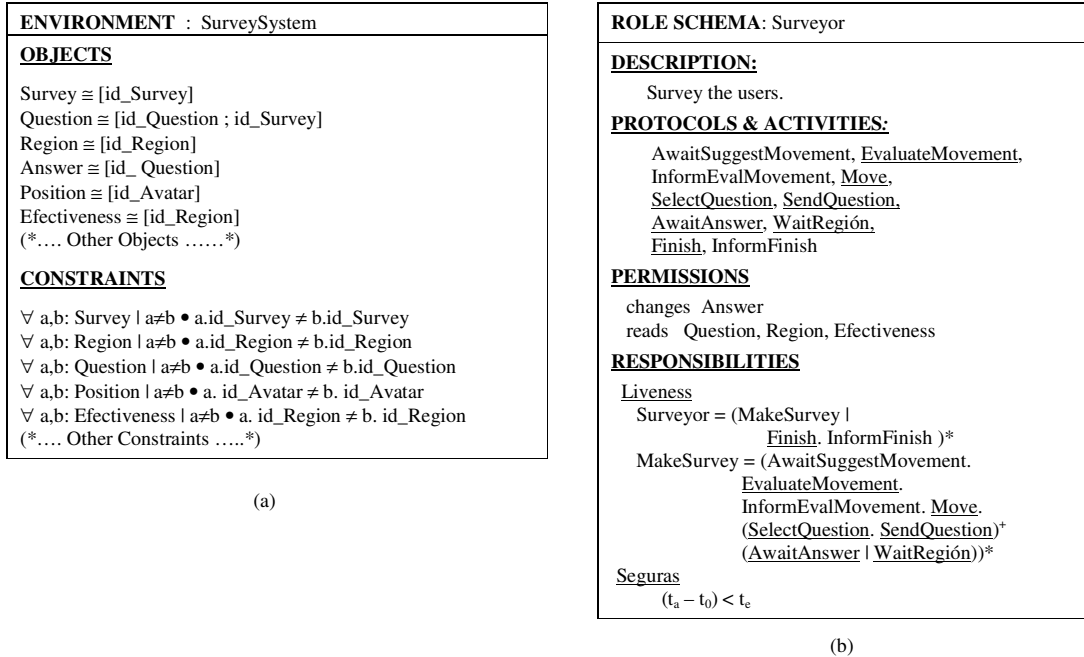 ENVIRONMENT : SurveySystem
OBJECTS
Survey ≅ [id_Survey]
Question ≅ [id_Question ; id_Survey]
Region ≅ [id_Region]
Answer ≅ [id_ Question]
Position ≅ [id_Avatar]
Efectiveness ≅ [id_Region]
(*…. Other Objects ……*)
CONSTRAINTS
∀ a,b: Survey | a≠b • a.id_Survey ≠ b.id_Survey
∀ a,b: Region | a≠b • a.id_Region ≠ b.id_Region
∀ a,b: Question | a≠b • a.id_Question ≠ b.id_Question
∀ a,b: Position | a≠b • a. id_Avatar ≠ b. id_Avatar
∀ a,b: Efectiveness | a≠b • a. id_Region ≠ b. id_Region
(*…. Other Constraints …..*)
(a)
ROLE SCHEMA: Surveyor
DESCRIPTION:
Survey the users.
PROTOCOLS & ACTIVITIES:
AwaitSuggestMovement, EvaluateMovement,
InformEvalMovement, Move,
SelectQuestion, SendQuestion,
AwaitAnswer, WaitRegión,
Finish, InformFinish
PERMISSIONS
changes Answer
reads Question, Region, Efectiveness
RESPONSIBILITIES
Liveness
Surveyor = (MakeSurvey |
Finish. InformFinish )*
MakeSurvey = (AwaitSuggestMovement.
EvaluateMovement.
InformEvalMovement. Move.
(SelectQuestion. SendQuestion)⁺
(AwaitAnswer | WaitRegión))*
Seguras
(tₐ – t₀) < tₑ
(b)